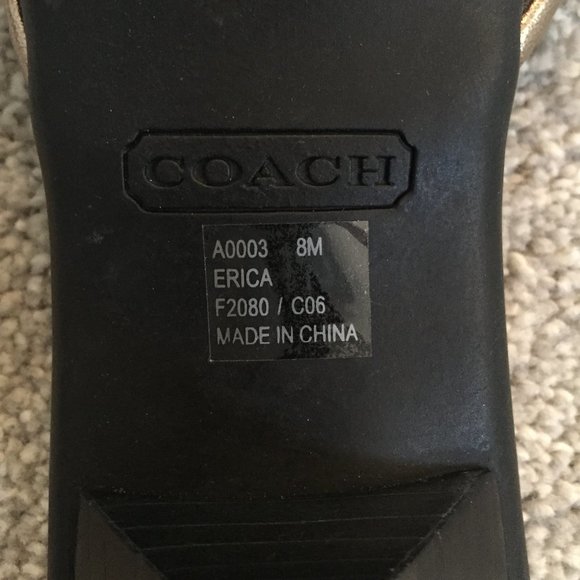 COACH
A0003 8M
ERICA
F2080 / C06
MADE IN CHINA